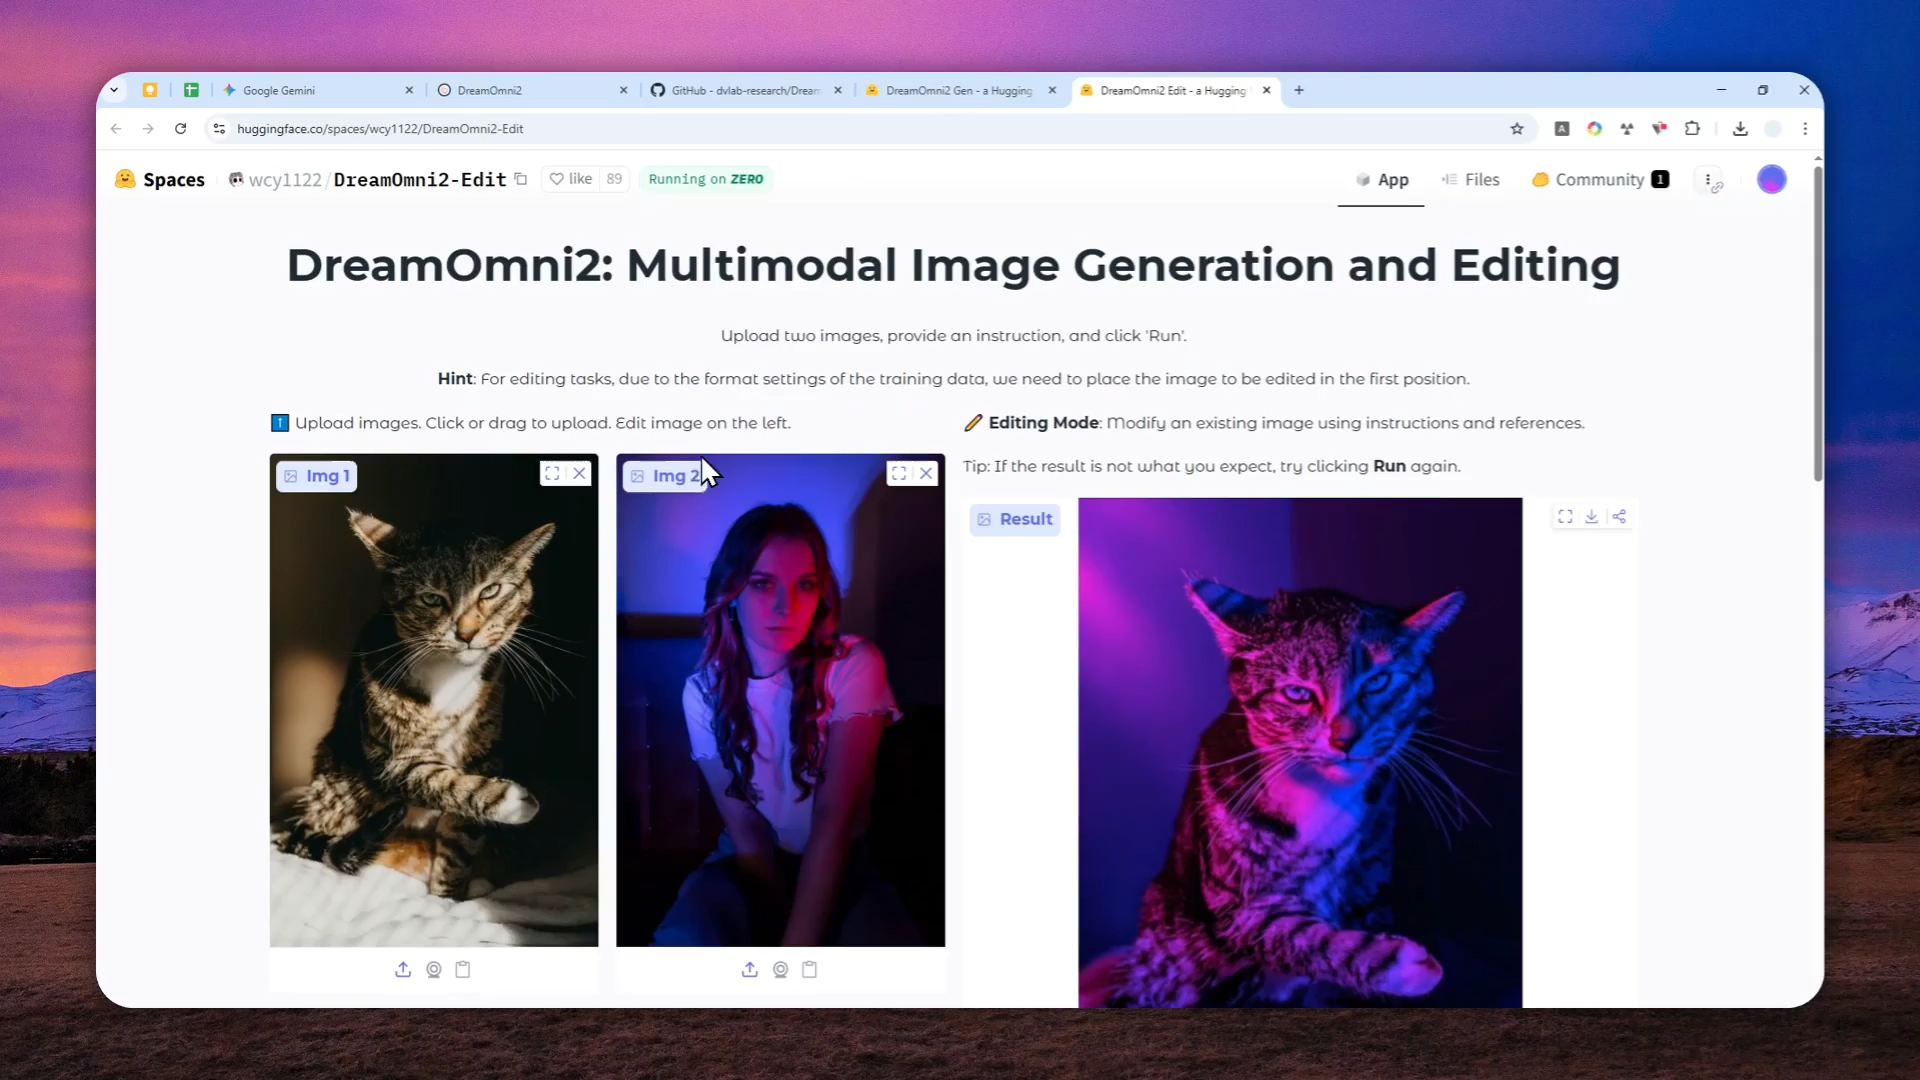 Google Gemini
DreamOmni2
GitHub - dvlab-research/Dream
DreamOmni2 Gen - a Hugging
DreamOmni2 Edit - a Hugging
huggingface.co/spaces/wcy1122/DreamOmni2-Edit
A
Spaces
wcy1122/DreamOmni2-Edit
like 89
Running on ZERO
App
Files
Community 1
DreamOmni2: Multimodal Image Generation and Editing
Upload two images, provide an instruction, and click 'Run'.
Hint: For editing tasks, due to the format settings of the training data, we need to place the image to be edited in the first position.
Upload images. Click or drag to upload. Edit image on the left.
Editing Mode: Modify an existing image using instructions and references.
Tip: If the result is not what you expect, try clicking Run again.
Img 1
Img 2
Result